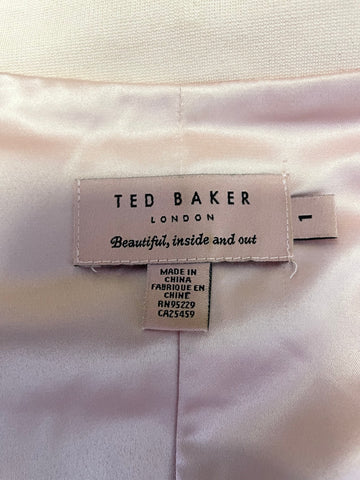 TED BAKER
LONDON
Beautiful, inside and out
1
MADE IN
CHINA
FABRIQUE EN
CHINE
RN95229
CA25459